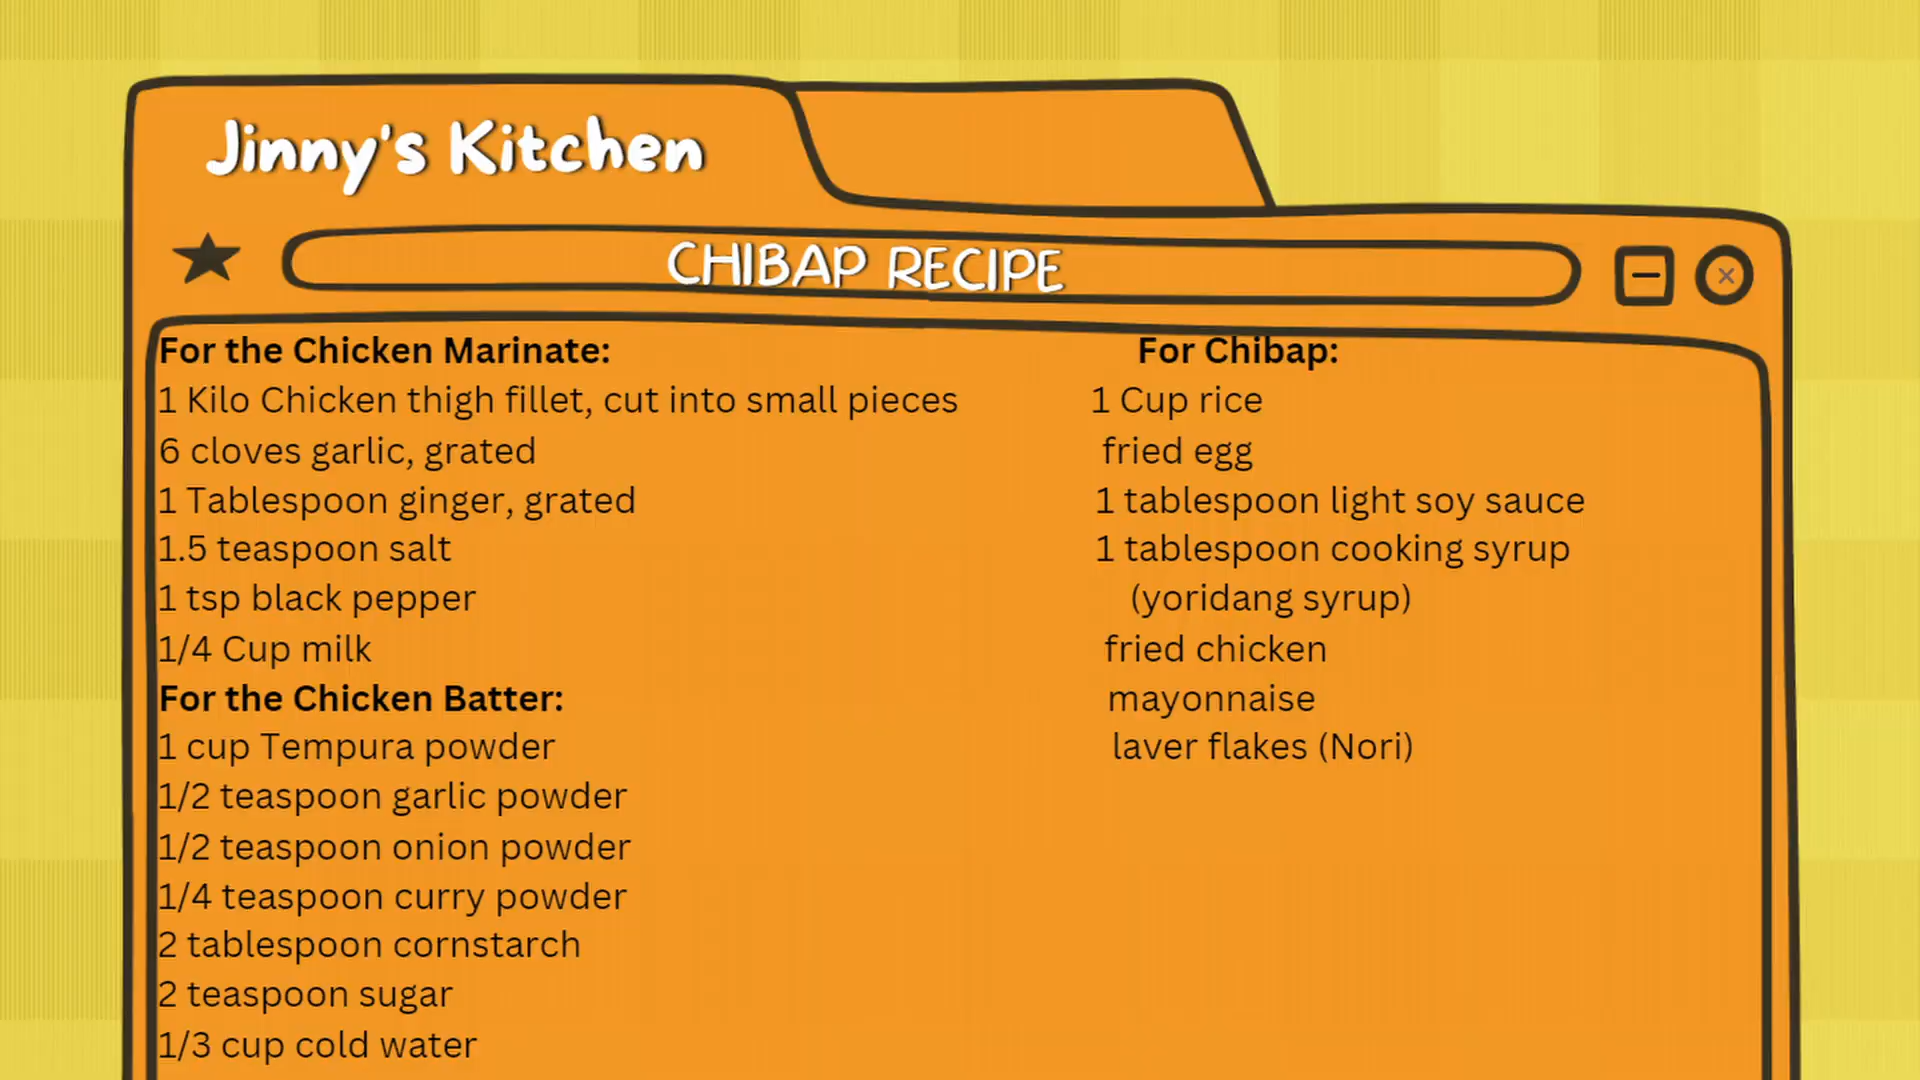 Jinny's Kitchen
CHIBAP RECIPE
For the Chicken Marinate:
1 Kilo Chicken thigh fillet, cut into small pieces
6 cloves garlic, grated
1 Tablespoon ginger, grated
1.5 teaspoon salt
1 tsp black pepper
1/4 Cup milk
For the Chicken Batter:
1 cup Tempura powder
1/2 teaspoon garlic powder
1/2 teaspoon onion powder
1/4 teaspoon curry powder
2 tablespoon cornstarch
2 teaspoon sugar
1/3 cup cold water
For Chibap:
1 Cup rice
fried egg
1 tablespoon light soy sauce
1 tablespoon cooking syrup
(yoridang syrup)
fried chicken
mayonnaise
laver flakes (Nori)